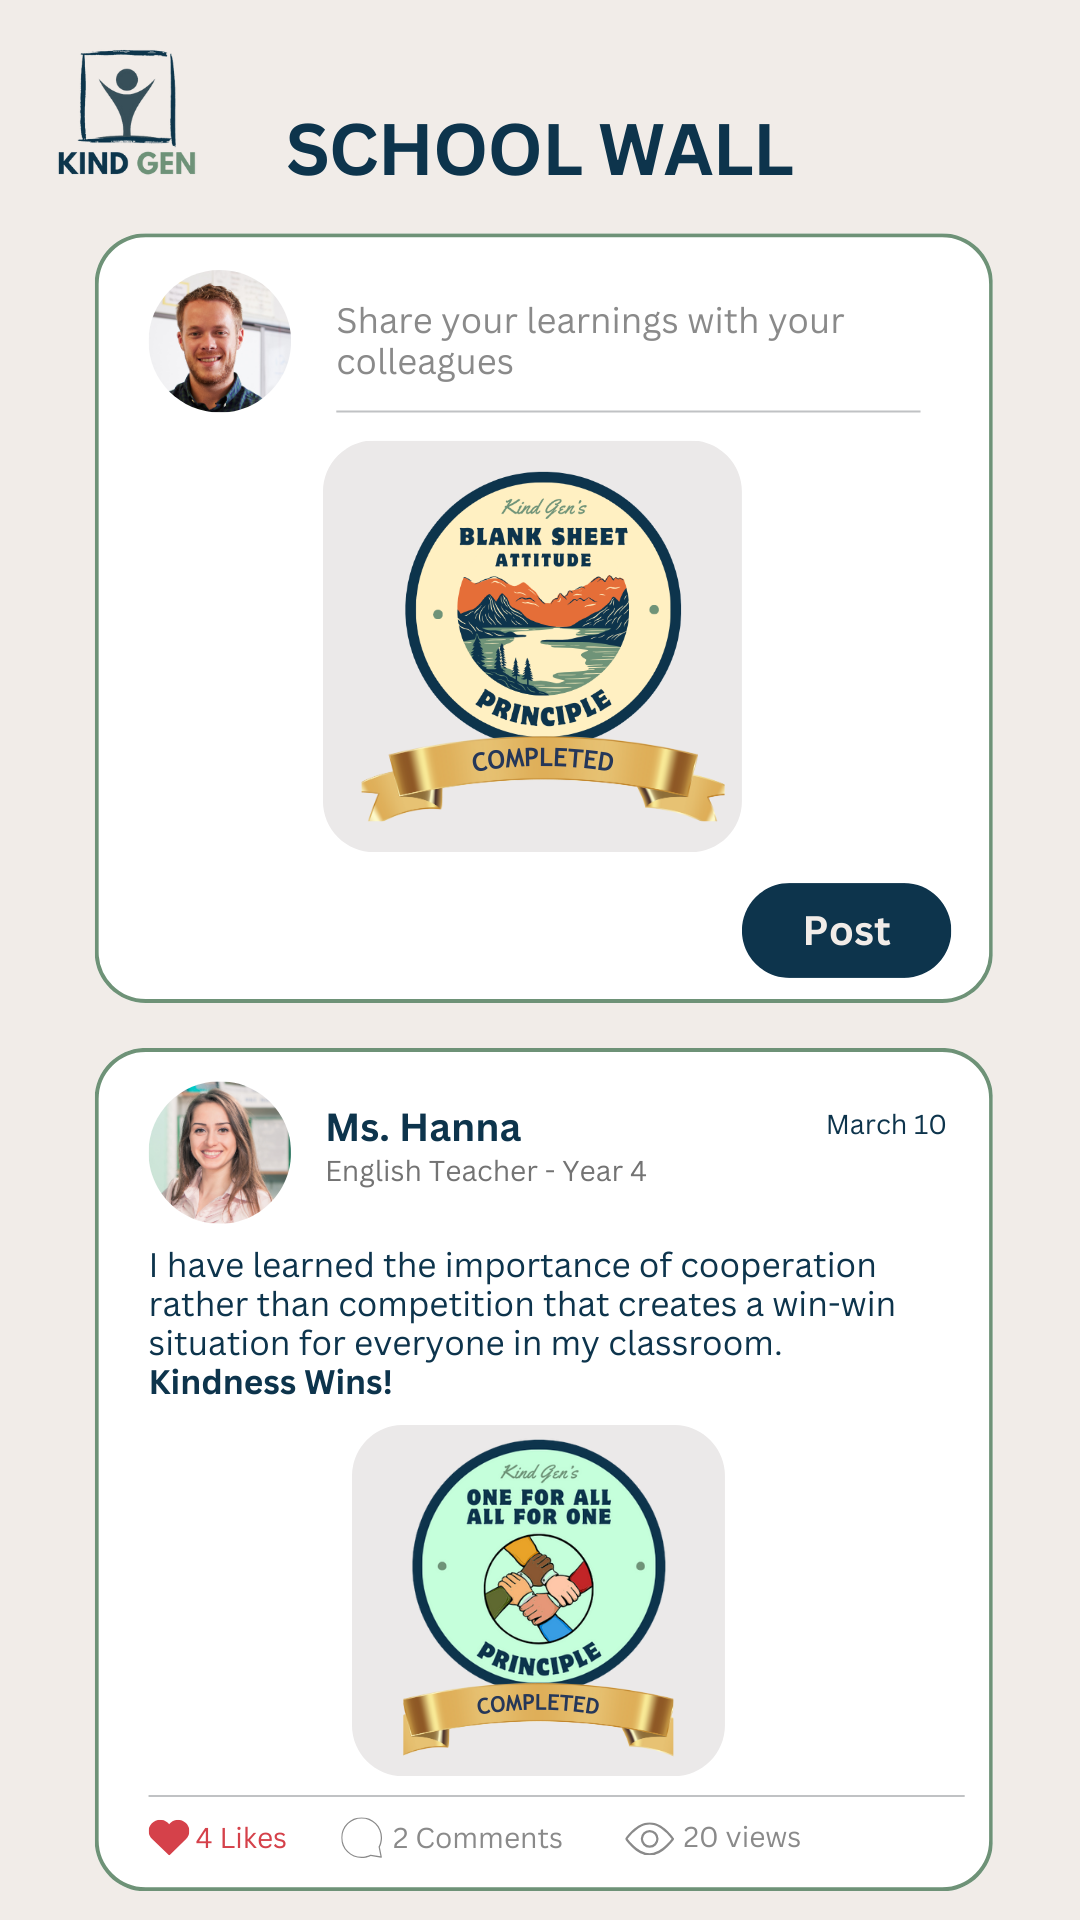 KIND GEN
SCHOOL WALL
Share your learnings with your
colleagues
Kind Gen's
BLANK SHEET
ATTITUDE
PRINCIPLE
COMPLETED
Post
Ms. Hanna
March 10
English Teacher - Year 4
I have learned the importance of cooperation
rather than competition that creates a win-win
situation for everyone in my classroom.
Kindness Wins!
Kind Gen's
ONE FOR ALL
ALL FOR ONE
PRINCIPLE
COMPLETED
4 Likes
2 Comments
20 views